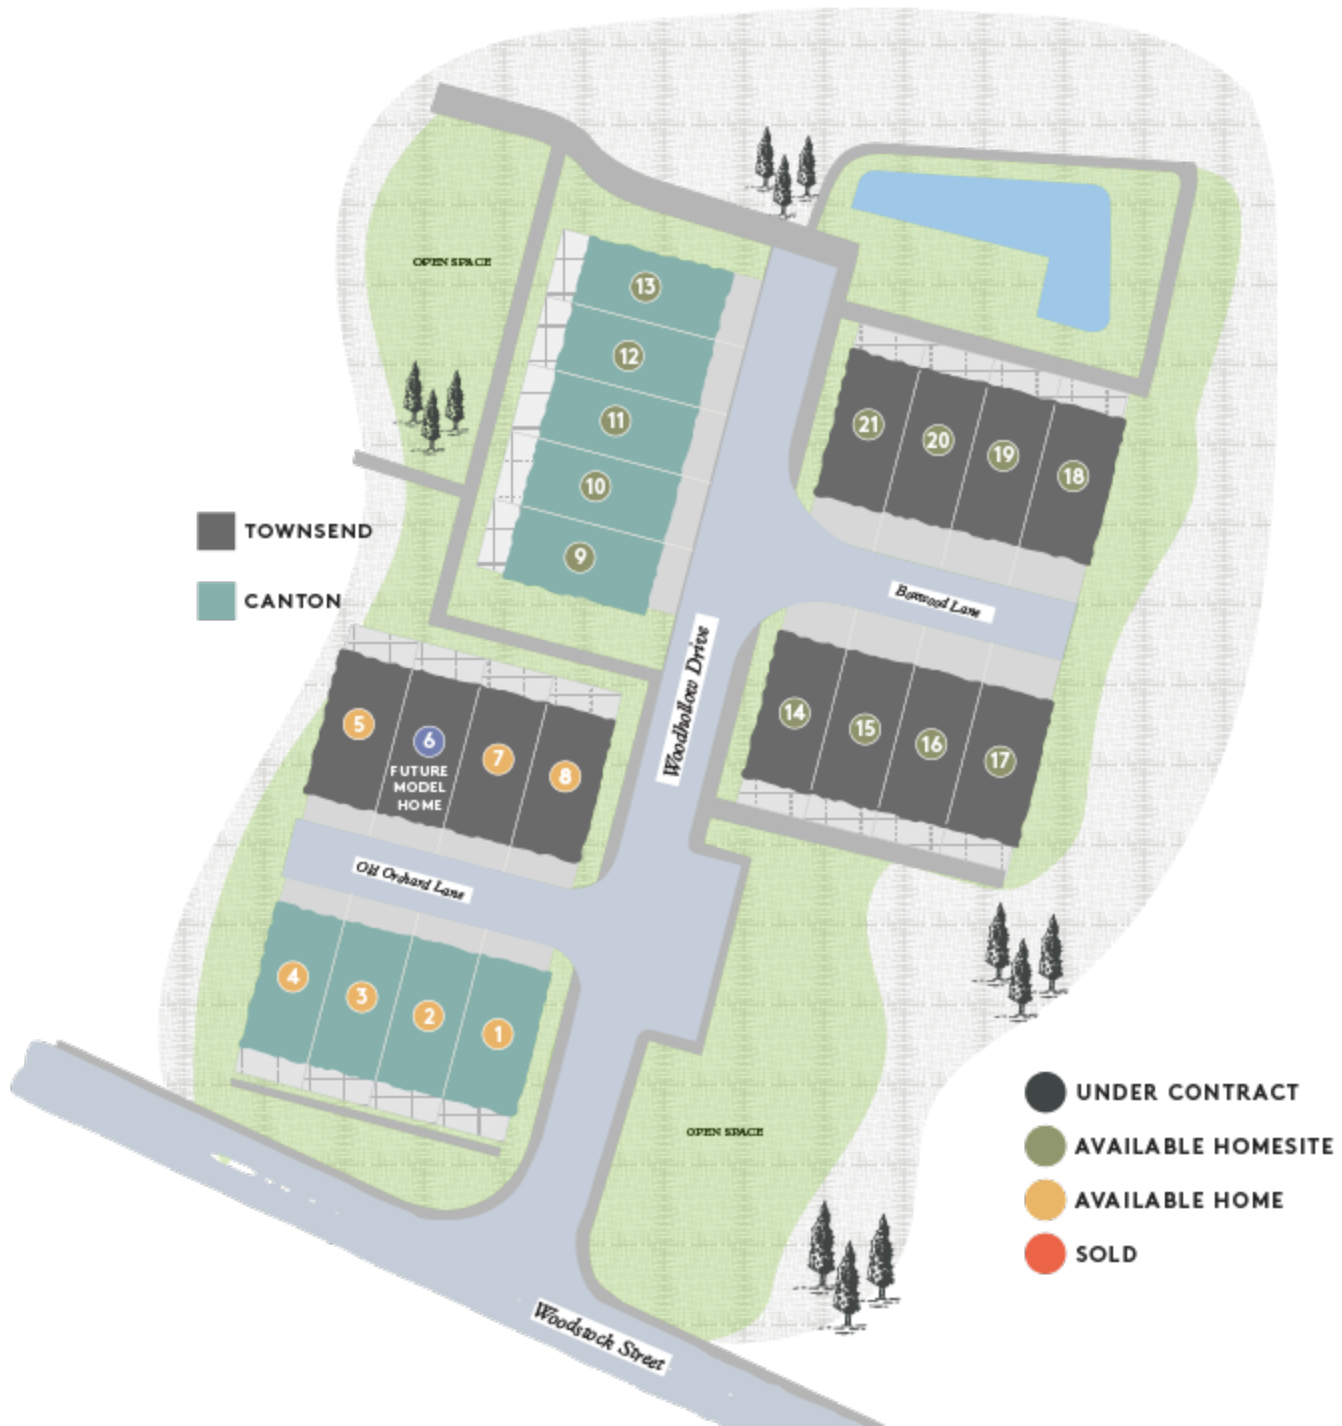 OPEN SPACE
13
12
11
10
9
21
20
19
18
TOWNSEND
CANTON
Boxwood Lane
Woodhollow Drive
14
15
16
17
5
6
7
8
FUTURE
MODEL
HOME
Old Orchard Lane
4
3
2
1
OPEN SPACE
UNDER CONTRACT
AVAILABLE HOMESITE
AVAILABLE HOME
SOLD
Woodstock Street